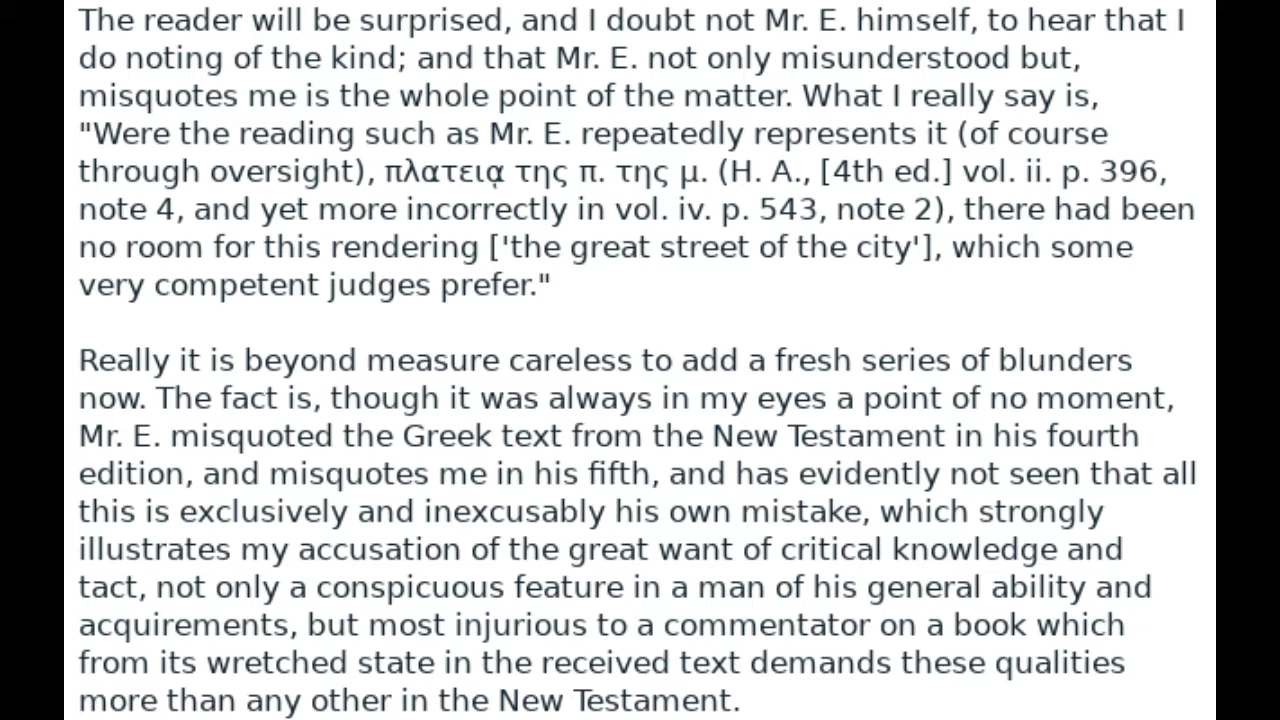 The reader will be surprised, and I doubt not Mr. E. himself, to hear that I
do noting of the kind; and that Mr. E. not only misunderstood but,
misquotes me is the whole point of the matter. What I really say is,
"Were the reading such as Mr. E. repeatedly represents it (of course
through oversight), πλατειᾳ της π. της μ. (H. A., [4th ed.] vol. ii. p. 396,
note 4, and yet more incorrectly in vol. iv. p. 543, note 2), there had been
no room for this rendering ['the great street of the city'], which some
very competent judges prefer."

Really it is beyond measure careless to add a fresh series of blunders
now. The fact is, though it was always in my eyes a point of no moment,
Mr. E. misquoted the Greek text from the New Testament in his fourth
edition, and misquotes me in his fifth, and has evidently not seen that all
this is exclusively and inexcusably his own mistake, which strongly
illustrates my accusation of the great want of critical knowledge and
tact, not only a conspicuous feature in a man of his general ability and
acquirements, but most injurious to a commentator on a book which
from its wretched state in the received text demands these qualities
more than any other in the New Testament.